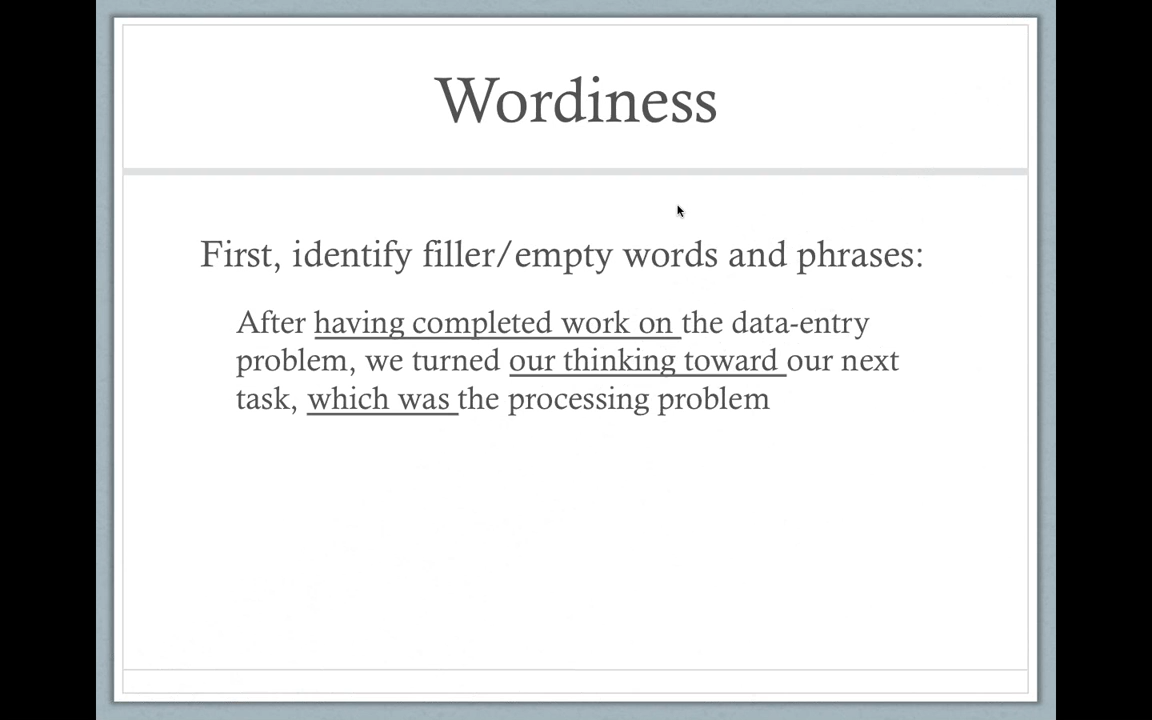 Wordiness
First, identify filler/empty words and phrases:
After having completed work on the data-entry
problem, we turned our thinking toward our next
task, which was the processing problem